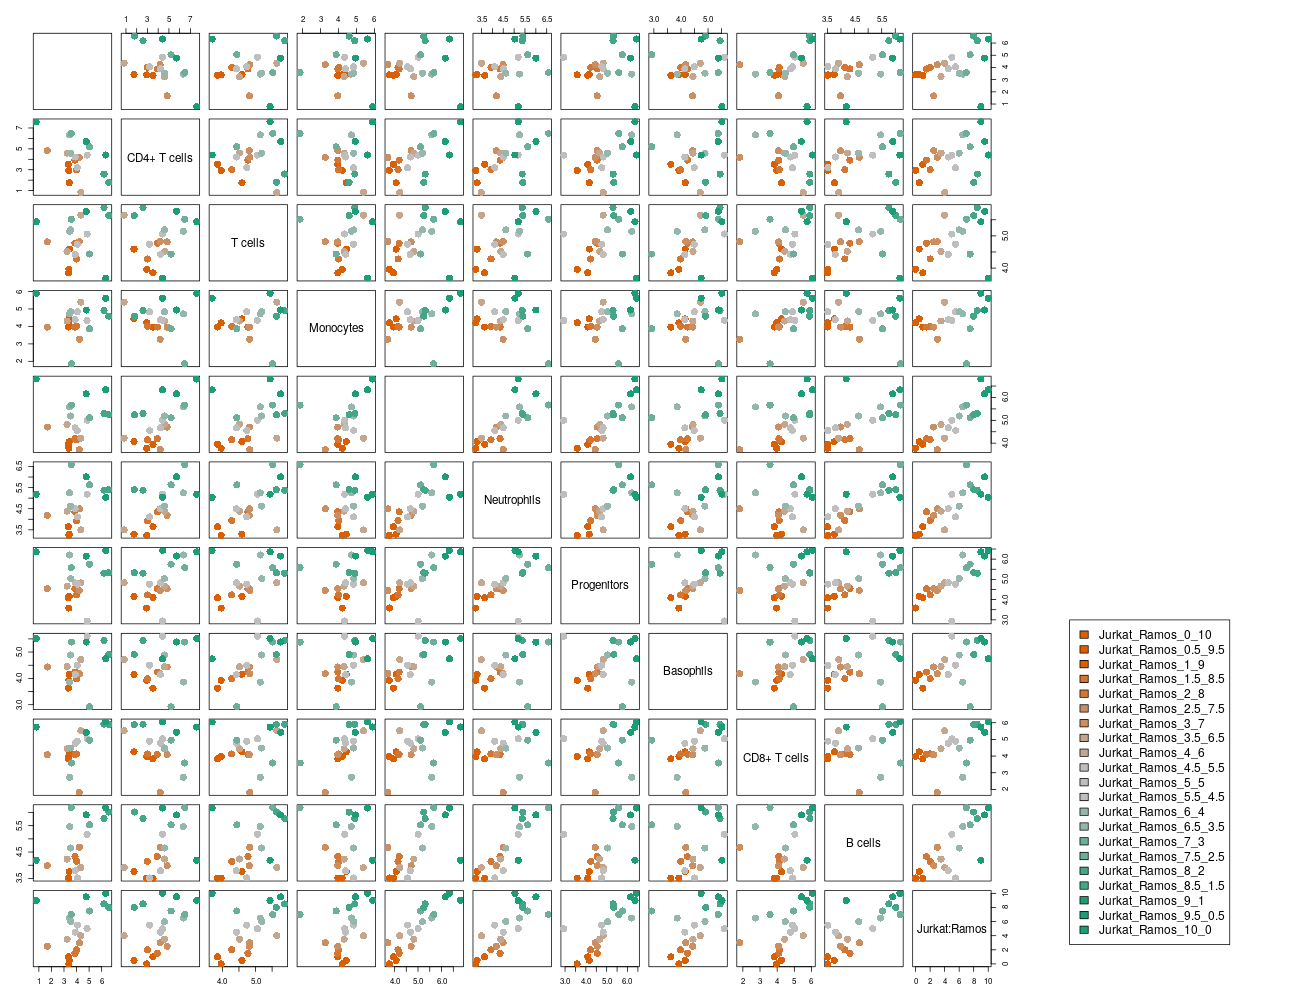 1 3 5 7 2 3 4 5 6 3.5 4.5 5.5 6.5 3.0 4.0 5.0 3.5 4.5 5.5
1 2 3 4 5 6
CD4+ T cells
1 3 5 7
T cells
4.0 5.0
Monocytes
2 3 4 5 6
4.0 5.0 6.0
Neutrophils
3.5 4.5 5.5 6.5
Progenitors
3.0 4.0 5.0 6.0
Basophils
3.0 4.0 5.0
CD8+ T cells
2 3 4 5 6
B cells
3.5 4.5 5.5
Jurkat:Ramos
0 2 4 6 8 10
1 2 3 4 5 6 4.0 5.0 4.0 5.0 6.0 3.0 4.0 5.0 6.0 2 3 4 5 6 0 2 4 6 8 10
Jurkat_Ramos_0_10
Jurkat_Ramos_0.5_9.5
Jurkat_Ramos_1_9
Jurkat_Ramos_1.5_8.5
Jurkat_Ramos_2_8
Jurkat_Ramos_2.5_7.5
Jurkat_Ramos_3_7
Jurkat_Ramos_3.5_6.5
Jurkat_Ramos_4_6
Jurkat_Ramos_4.5_5.5
Jurkat_Ramos_5_5
Jurkat_Ramos_5.5_4.5
Jurkat_Ramos_6_4
Jurkat_Ramos_6.5_3.5
Jurkat_Ramos_7_3
Jurkat_Ramos_7.5_2.5
Jurkat_Ramos_8_2
Jurkat_Ramos_8.5_1.5
Jurkat_Ramos_9_1
Jurkat_Ramos_9.5_0.5
Jurkat_Ramos_10_0